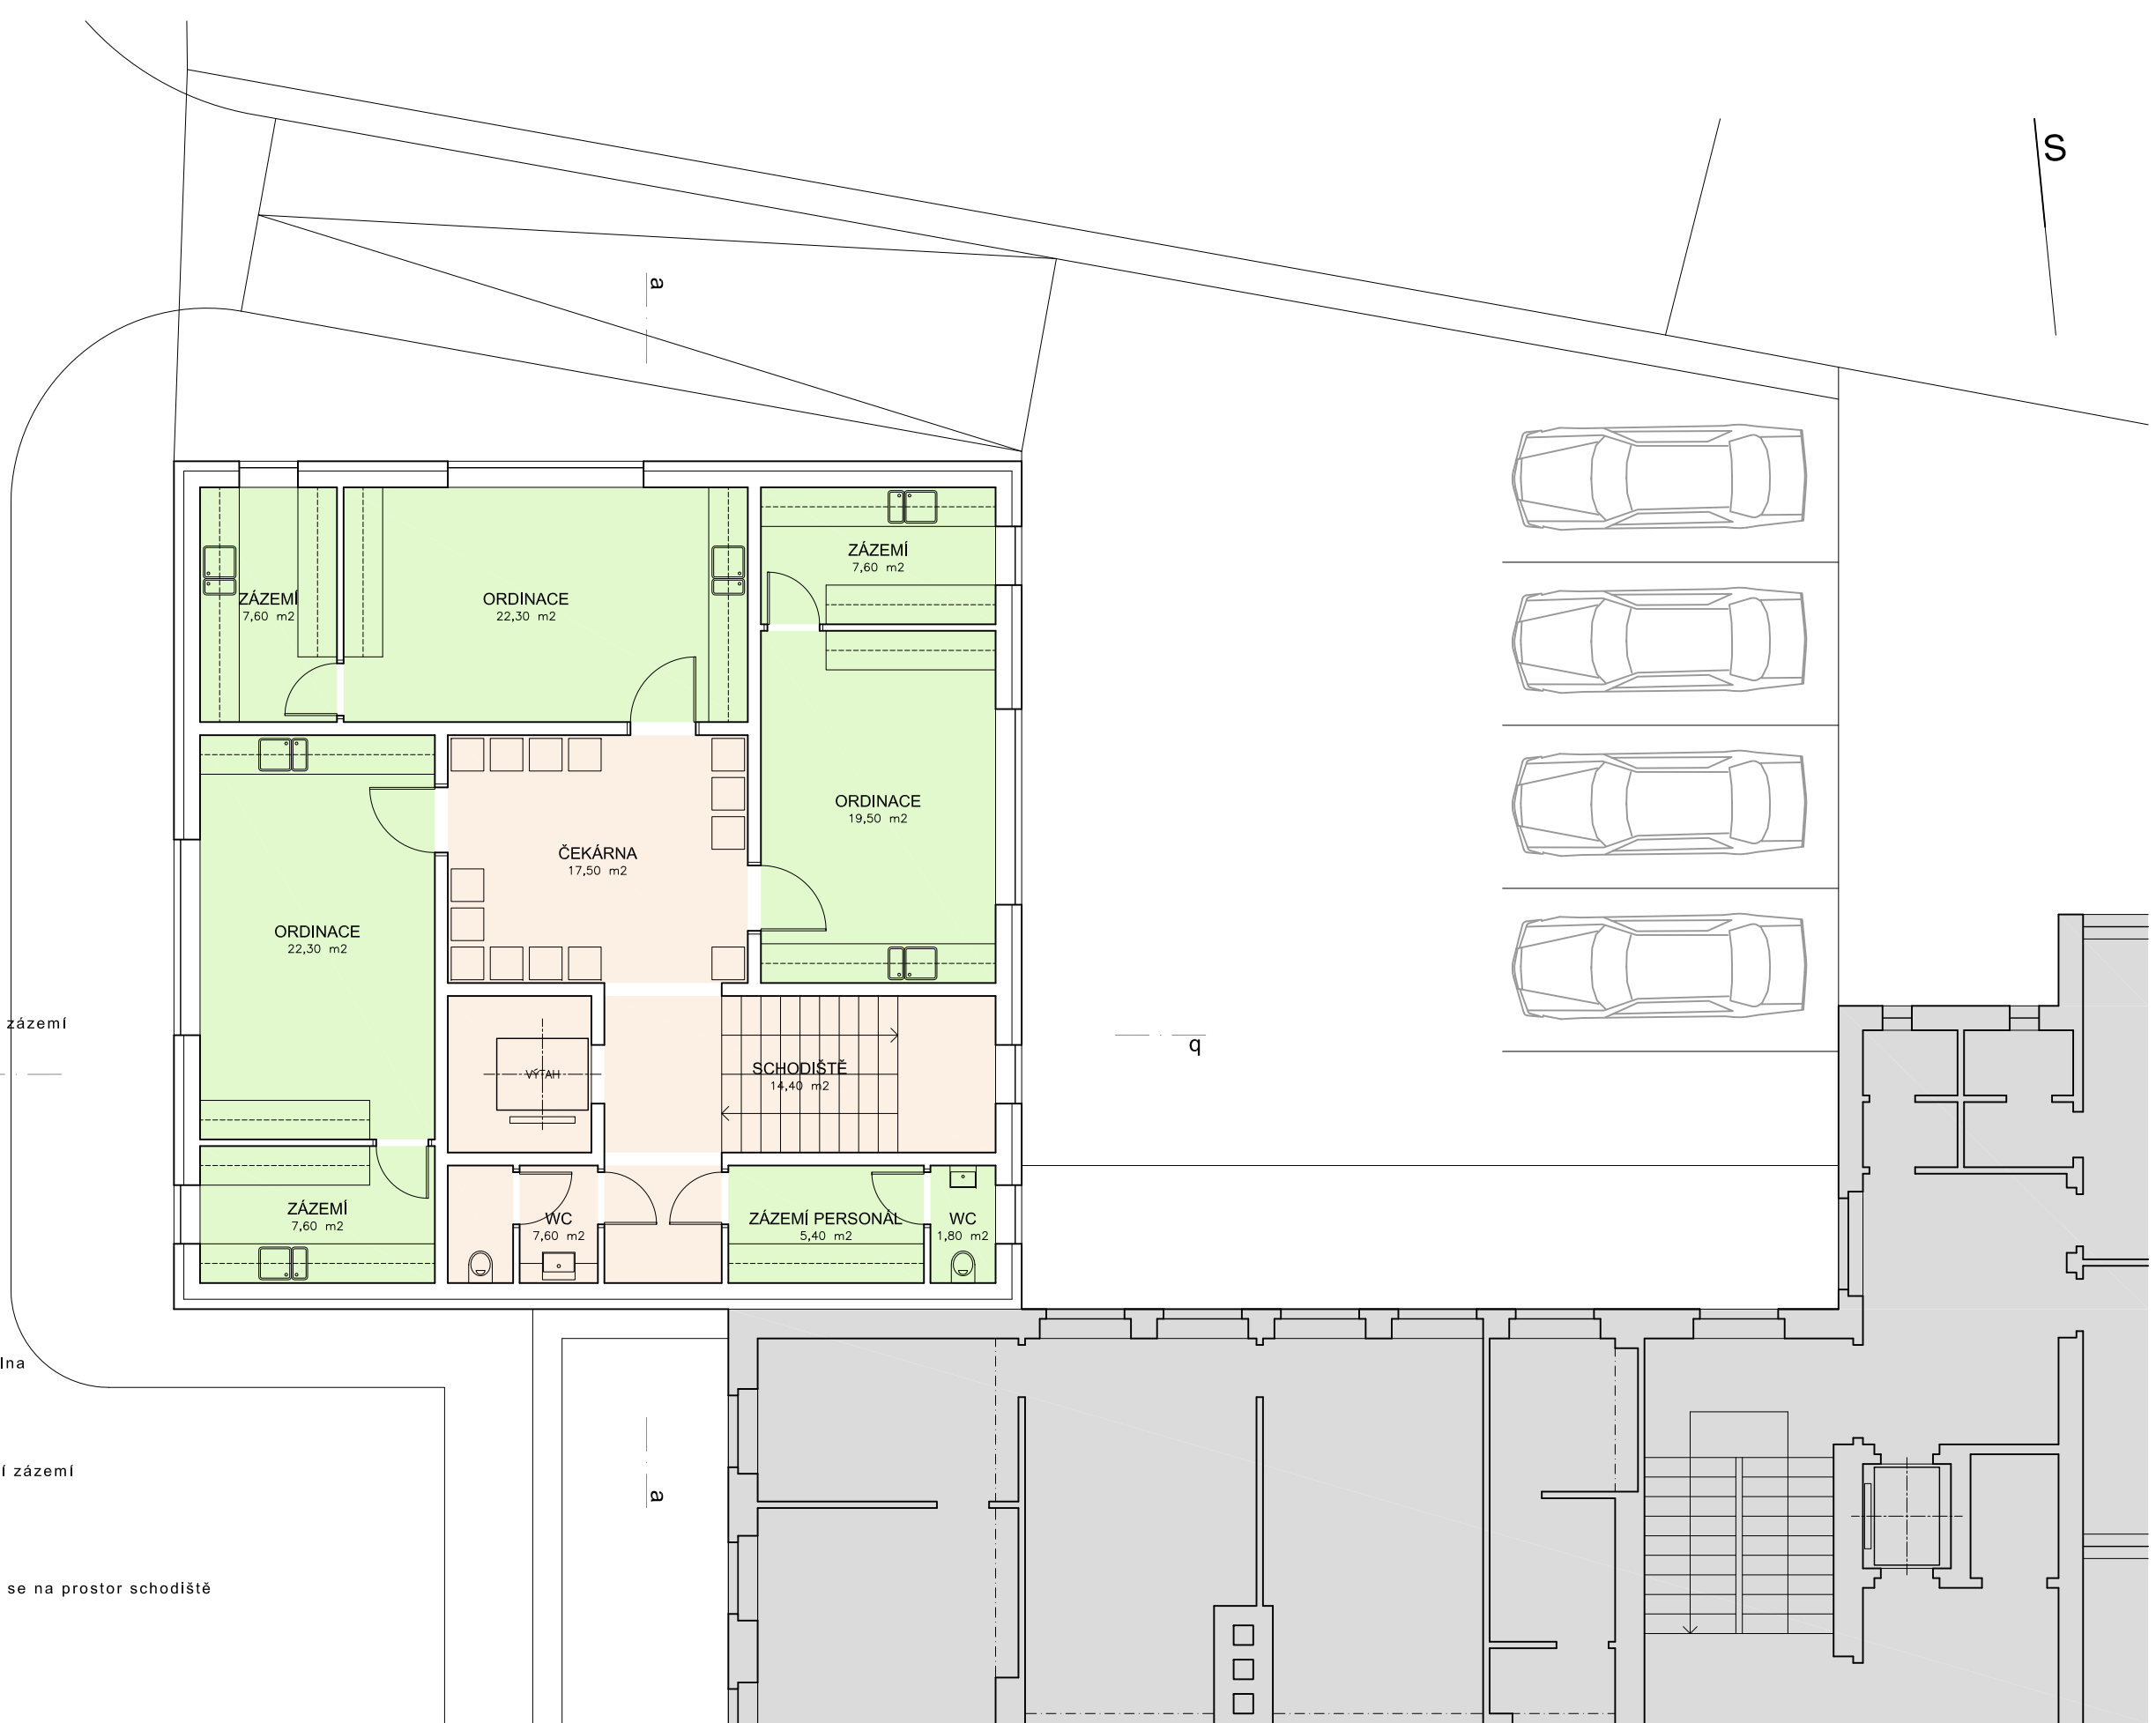 S
a
ZÁZEMÍ
7,60 m2
ORDINACE
22,30 m2
ZÁZEMÍ
7,60 m2
ORDINACE
19,50 m2
ČEKÁRNA
17,50 m2
ORDINACE
22,30 m2
zázemí
b
VÝTAH
SCHODIŠTĚ
14,40 m2
ZÁZEMÍ
7,60 m2
WC
7,60 m2
ZÁZEMÍ PERSONÁL
5,40 m2
WC
1,80 m2
lna
í zázemí
a
se na prostor schodiště